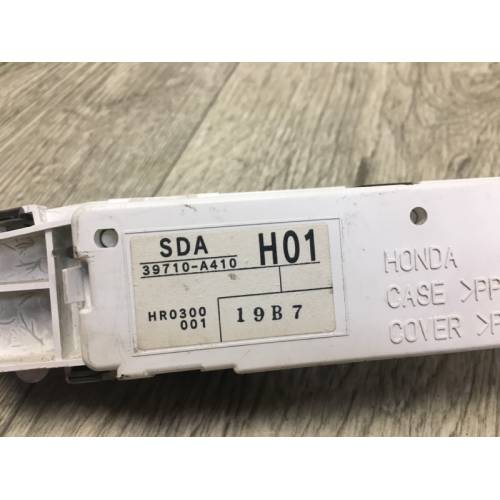 SDA H01
39710-A410
HR0300
001
19B7
HONDA
CASE >PP
COVER >P